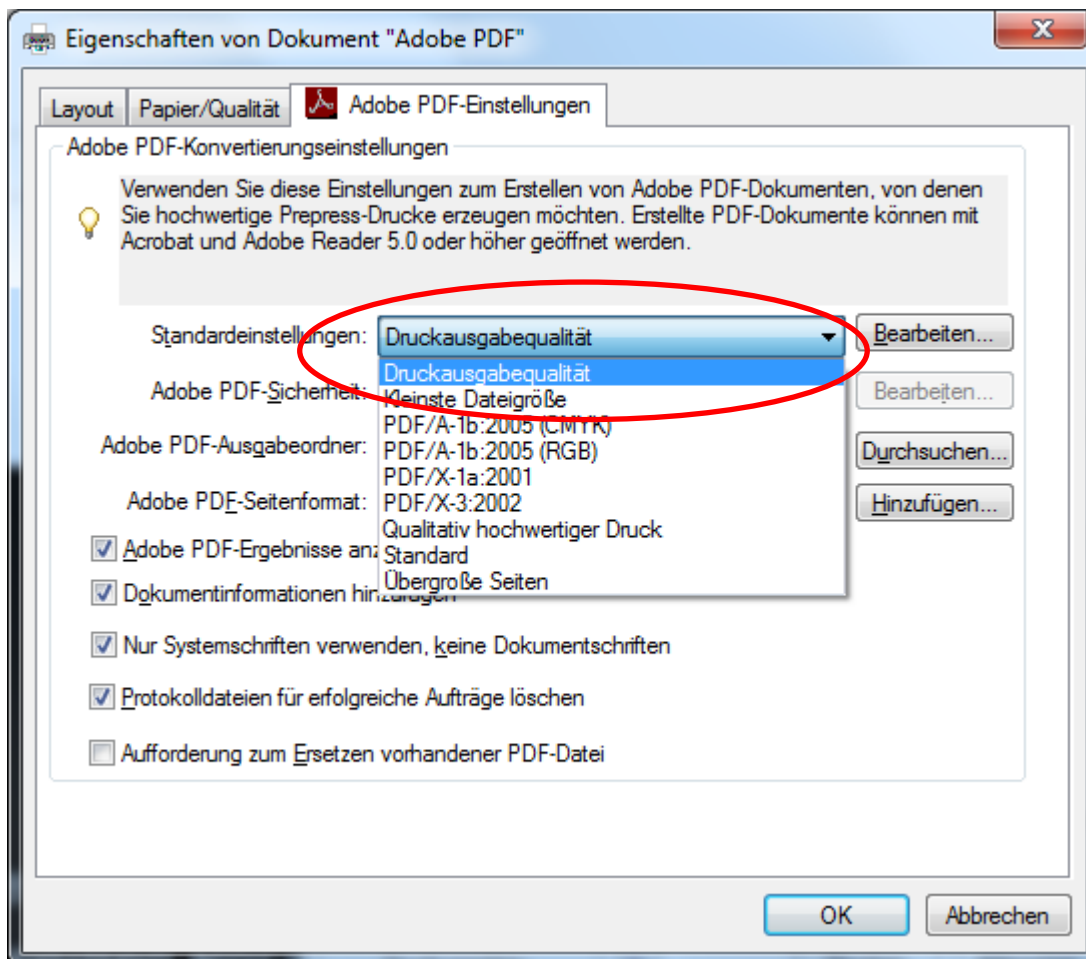 Eigenschaften von Dokument "Adobe PDF"
Layout Papier/Qualität Adobe PDF-Einstellungen
Adobe PDF-Konvertierungseinstellungen
Verwenden Sie diese Einstellungen zum Erstellen von Adobe PDF-Dokumenten, von denen
Sie hochwertige Prepress-Drucke erzeugen möchten. Erstellte PDF-Dokumente können mit
Acrobat und Adobe Reader 5.0 oder höher geöffnet werden.
Standardeinstellungen: Druckausgabequalität Bearbeiten...
Druckausgabequalität
Adobe PDF-Sicherheit: Bearbeiten...
Kleinste Dateigröße
PDF/A-1b:2005 (CMYK)
Adobe PDF-Ausgabeordner: PDF/A-1b:2005 (RGB) Durchsuchen...
PDF/X-1a:2001
Adobe PDF-Seitenformat: PDF/X-3:2002 Hinzufügen...
Qualitativ hochwertiger Druck
Adobe PDF-Ergebnisse Standard
Übergroße Seiten
Dokumentinformationen hinzufügen
Nur Systemschriften verwenden, keine Dokumentschriften
Protokolldateien für erfolgreiche Aufträge löschen
Aufforderung zum Ersetzen vorhandener PDF-Datei
OK Abbrechen